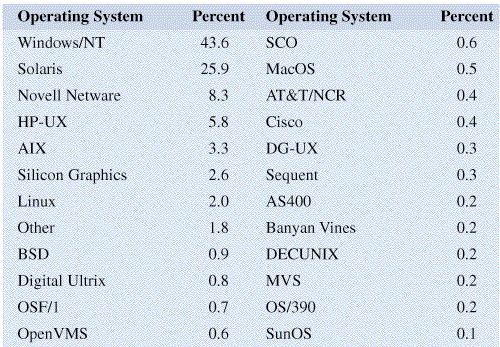 Operating System Percent Operating System Percent
Windows/NT 43.6 SCO 0.6
Solaris 25.9 MacOS 0.5
Novell Netware 8.3 AT&T/NCR 0.4
HP-UX 5.8 Cisco 0.4
AIX 3.3 DG-UX 0.3
Silicon Graphics 2.6 Sequent 0.3
Linux 2.0 AS400 0.2
Other 1.8 Banyan Vines 0.2
BSD 0.9 DECUNIX 0.2
Digital Ultrix 0.8 MVS 0.2
OSF/1 0.7 OS/390 0.2
OpenVMS 0.6 SunOS 0.1